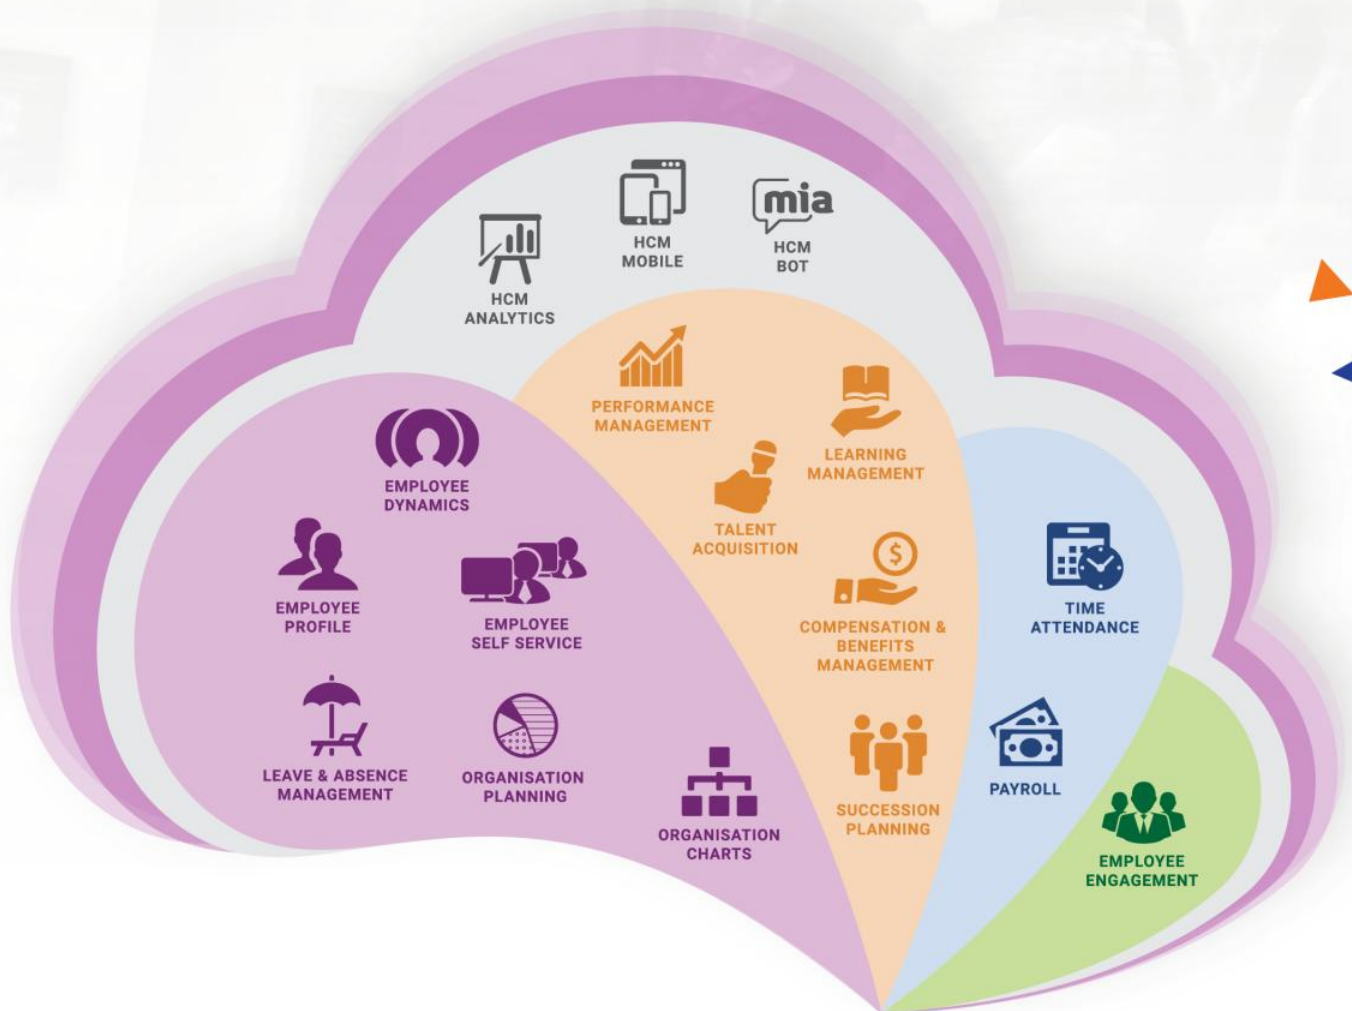 mia
HCM
MOBILE
HCM
BOT
HCM
ANALYTICS
PERFORMANCE
MANAGEMENT
LEARNING
MANAGEMENT
TALENT
ACQUISITION
COMPENSATION &
BENEFITS
MANAGEMENT
SUCCESSION
PLANNING
EMPLOYEE
DYNAMICS
EMPLOYEE
PROFILE
EMPLOYEE
SELF SERVICE
LEAVE & ABSENCE
MANAGEMENT
ORGANISATION
PLANNING
ORGANISATION
CHARTS
TIME
ATTENDANCE
PAYROLL
EMPLOYEE
ENGAGEMENT